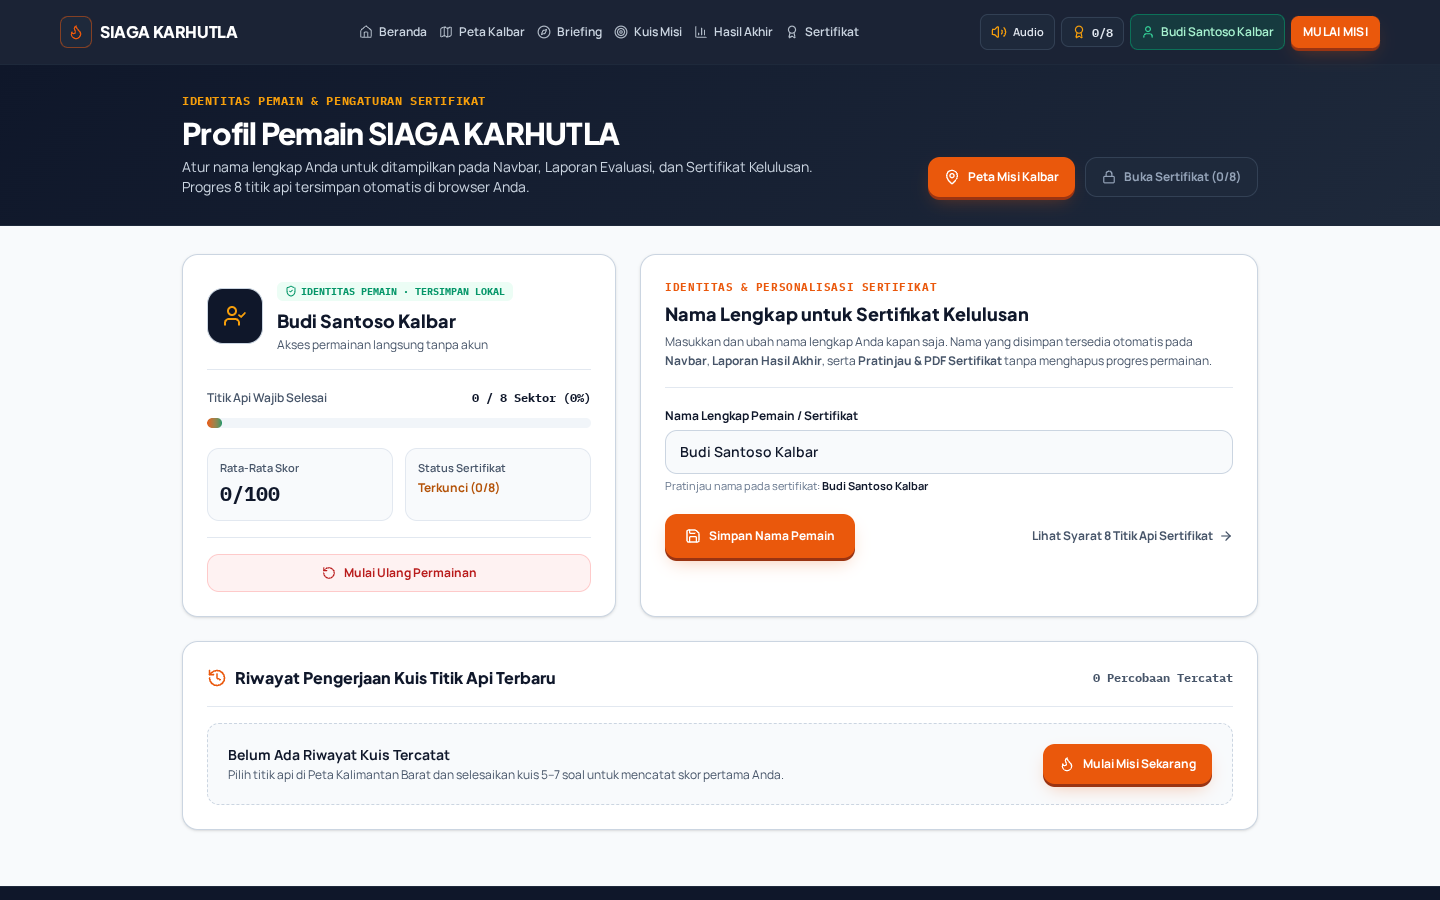 SIAGA KARHUTLA
Beranda
Peta Kalbar
Briefing
Kuis Misi
Hasil Akhir
Sertifikat
Audio
0/8
Budi Santoso Kalbar
MULAI MISI
IDENTITAS PEMAIN & PENGATURAN SERTIFIKAT
Profil Pemain SIAGA KARHUTLA
Atur nama lengkap Anda untuk ditampilkan pada Navbar, Laporan Evaluasi, dan Sertifikat Kelulusan.
Progres 8 titik api tersimpan otomatis di browser Anda.
Peta Misi Kalbar
Buka Sertifikat (0/8)
IDENTITAS PEMAIN · TERSIMPAN LOKAL
Budi Santoso Kalbar
Akses permainan langsung tanpa akun
Titik Api Wajib Selesai
0 / 8 Sektor (0%)
Rata-Rata Skor
0/100
Status Sertifikat
Terkunci (0/8)
Mulai Ulang Permainan
IDENTITAS & PERSONALISASI SERTIFIKAT
Nama Lengkap untuk Sertifikat Kelulusan
Masukkan dan ubah nama lengkap Anda kapan saja. Nama yang disimpan tersedia otomatis pada
Navbar, Laporan Hasil Akhir, serta Pratinjau & PDF Sertifikat tanpa menghapus progres permainan.
Nama Lengkap Pemain / Sertifikat
Budi Santoso Kalbar
Pratinjau nama pada sertifikat: Budi Santoso Kalbar
Simpan Nama Pemain
Lihat Syarat 8 Titik Api Sertifikat
Riwayat Pengerjaan Kuis Titik Api Terbaru
0 Percobaan Tercatat
Belum Ada Riwayat Kuis Tercatat
Pilih titik api di Peta Kalimantan Barat dan selesaikan kuis 5–7 soal untuk mencatat skor pertama Anda.
Mulai Misi Sekarang